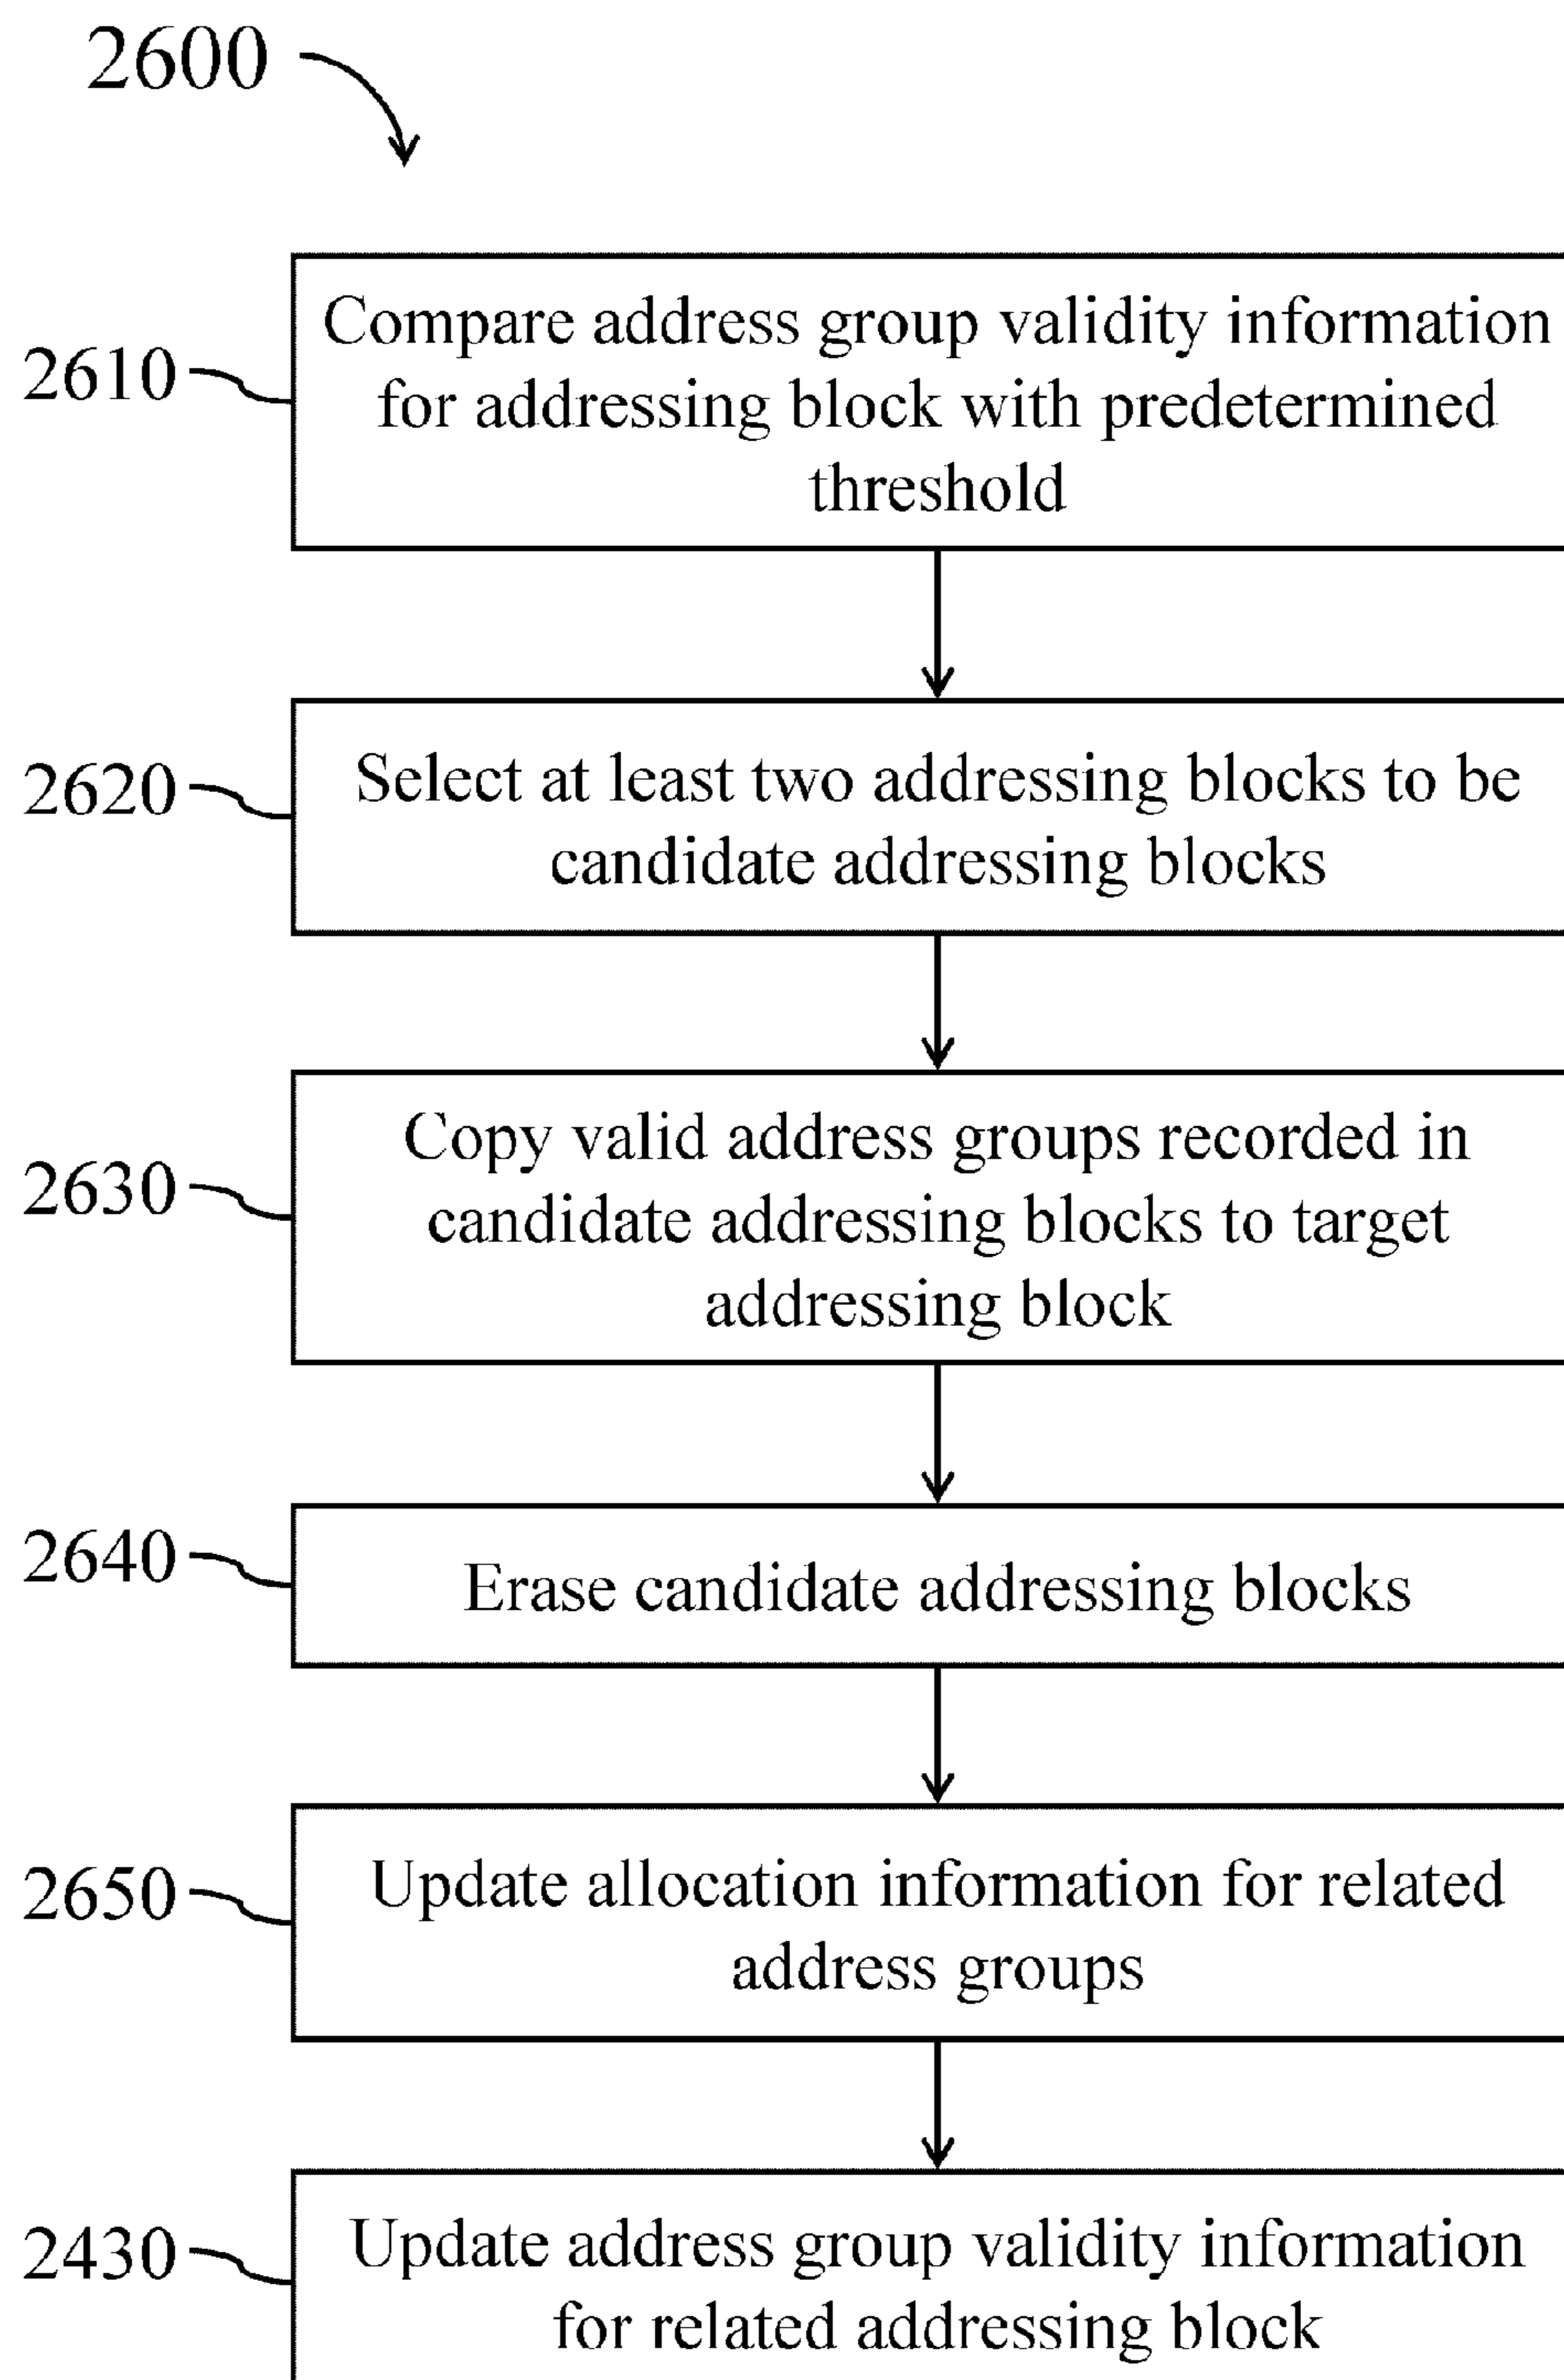 2600
2610
Compare address group validity information
for addressing block with predetermined
threshold
2620
Select at least two addressing blocks to be
candidate addressing blocks
2630
Copy valid address groups recorded in
candidate addressing blocks to target
addressing block
2640
Erase candidate addressing blocks
2650
Update allocation information for related
address groups
2430
Update address group validity information
for related addressing block